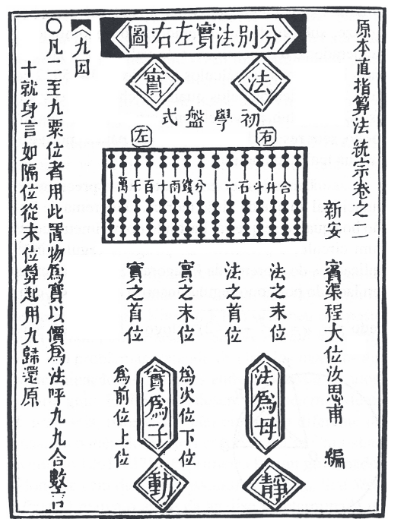 原本直指算法統宗卷之二
新安 賓渠程大位汝思甫 編
分別法實左右圖
法 實
初學盤式
右 左
合升斗石一 分錢兩十百千萬
法之末位
法之首位
實之末位
實之首位
法為母
靜
為次位下位
實為子
為前位上位
動
九因
〇凡二至九位者用此置物為實以價為法呼九九合數言
十就身言如隔位從末位算起用九歸還原